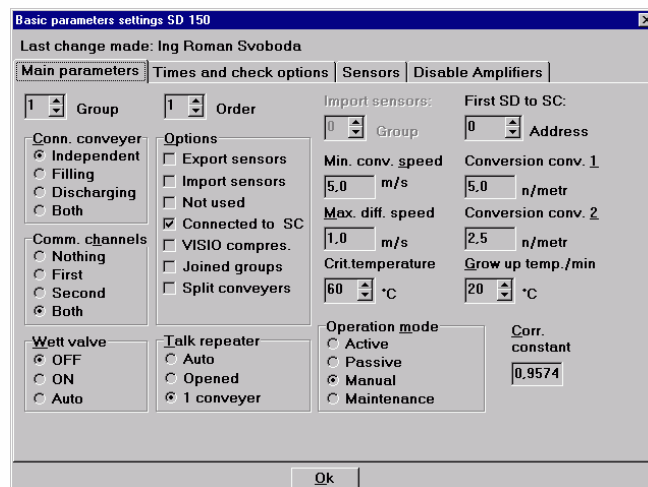 Basic parameters settings SD 150
Last change made: Ing Roman Svoboda
Main parameters Times and check options Sensors Disable Amplifiers
1 Group
1 Order
Import sensors:
0 Group
First SD to SC:
0 Address
Conn. conveyer
Independent
Filling
Discharging
Both
Options
Export sensors
Import sensors
Not used
Connected to SC
VISIO compres.
Joined groups
Split conveyers
Min. conv. speed
5,0 m/s
Conversion conv. 1
5,0 n/metr
Max. diff. speed
1,0 m/s
Conversion conv. 2
2,5 n/metr
Comm. channels
Nothing
First
Second
Both
Crit.temperature
60 °C
Grow up temp./min
20 °C
Wett valve
OFF
ON
Auto
Talk repeater
Auto
Opened
1 conveyer
Operation mode
Active
Passive
Manual
Maintenance
Corr.
constant
0,9574
Ok